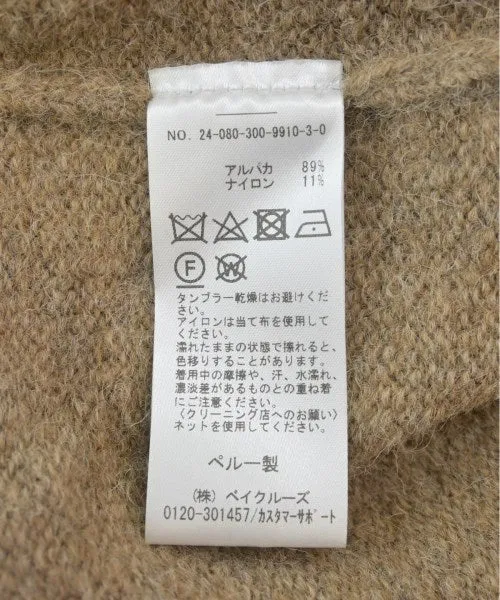 NO. 24-080-300-9910-3-0
アルパカ 89%
ナイロン 11%
F
W
タンブラー乾燥はお避けくだ
さい。
アイロンは当て布を使用して
ください。
濡れたままの状態で擦れると、
色移りすることがあります。
着用中の摩擦や、汗、水濡れ、
濃淡差があるものとの重ね着
にご注意ください。
〈クリーニング店へのお願い〉
ネットを使用してください。
ペルー製
(株) ベイクルーズ
0120-301457/カスタマーサポート